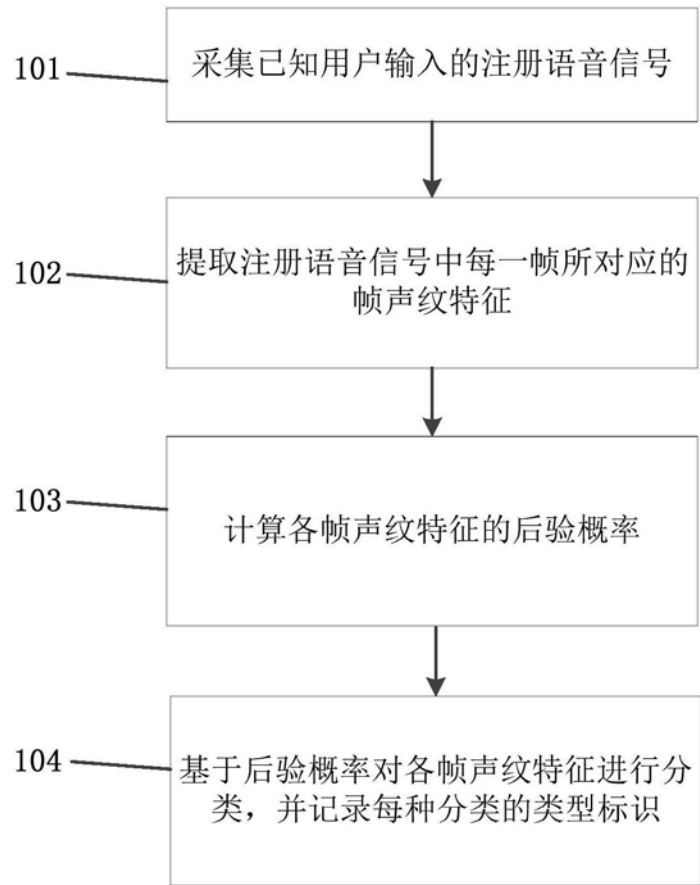 101
采集已知用户输入的注册语音信号
102
提取注册语音信号中每一帧所对应的
帧声纹特征
103
计算各帧声纹特征的后验概率
104
基于后验概率对各帧声纹特征进行分
类，并记录每种分类的类型标识